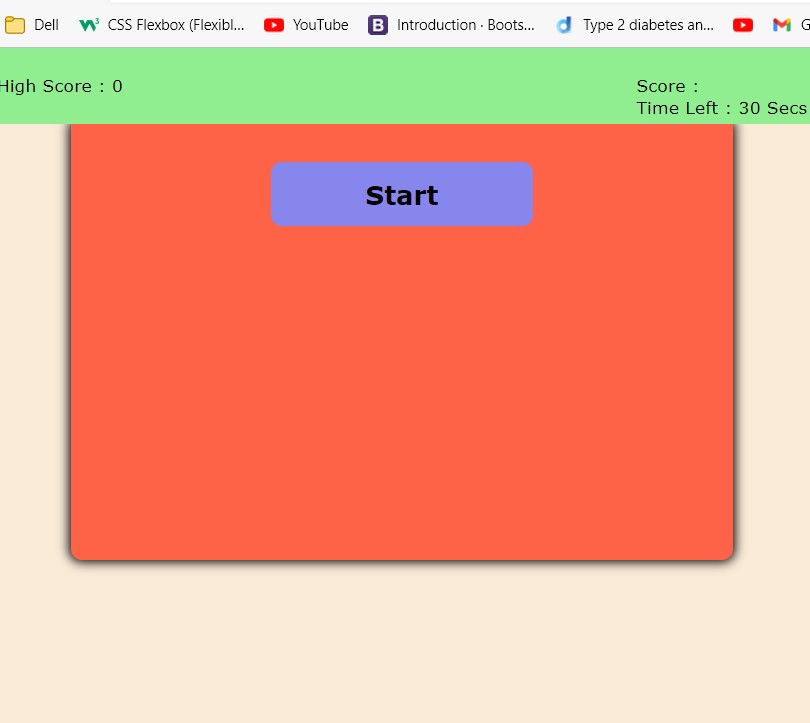 Dell CSS Flexbox (Flexibl... YouTube B Introduction · Boots... d Type 2 diabetes an... G
High Score : 0 Score :
Time Left : 30 Secs
Start